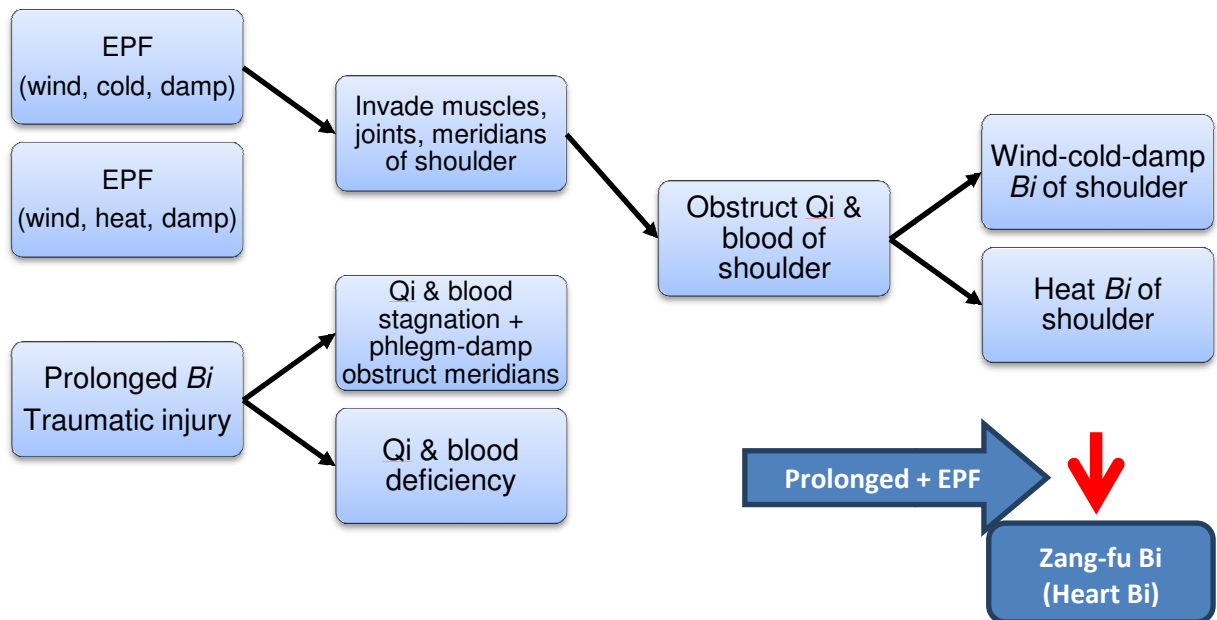 EPF
(wind, cold, damp)
EPF
(wind, heat, damp)
Invade muscles,
joints, meridians
of shoulder
Obstruct Qi &
blood of
shoulder
Wind-cold-damp
Bi of shoulder
Heat Bi of
shoulder
Prolonged Bi
Traumatic injury
Qi & blood
stagnation +
phlegm-damp
obstruct meridians
Qi & blood
deficiency
Prolonged + EPF
Zang-fu Bi
(Heart Bi)